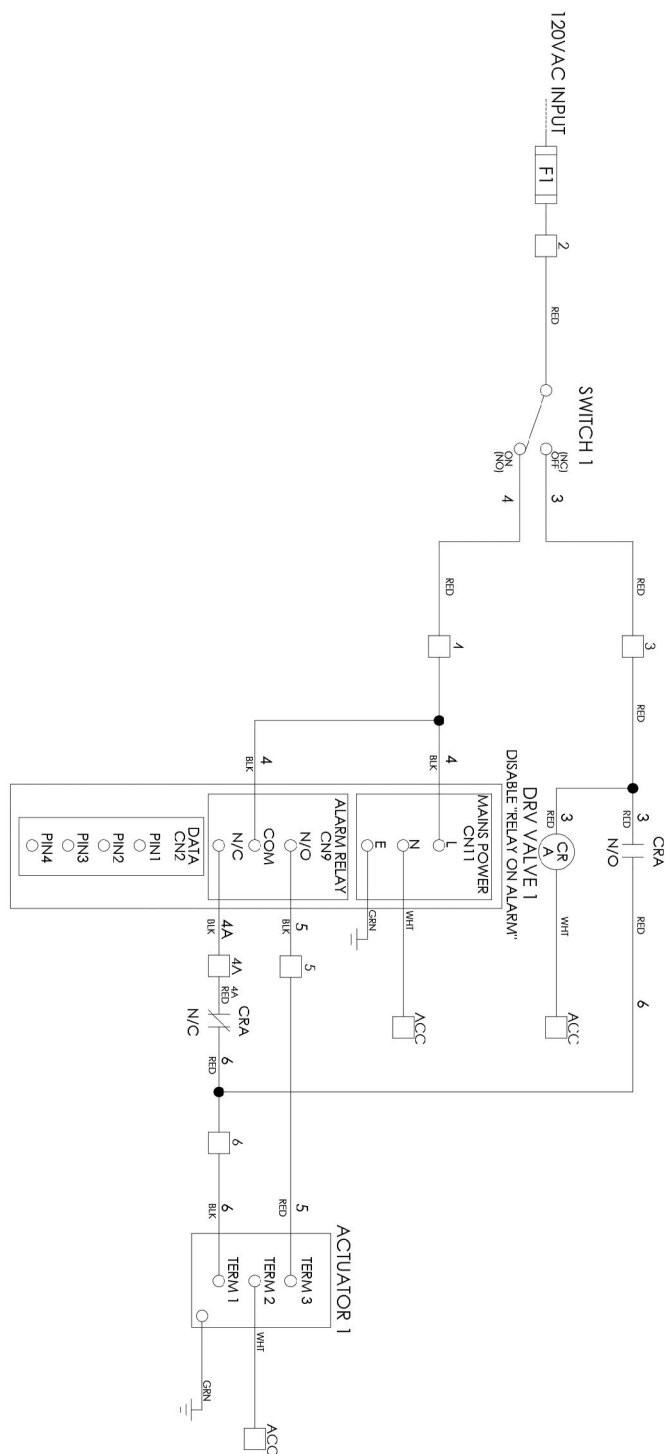 120VAC INPUT
F1
2
RED
SWITCH 1
(NC)
OFF
ON
(NO)
3
4
RED
3
RED
RED
4
3
RED
CRA
N/O
RED
6
3
RED
CR
A
WHT
ACC
4
BLK
4
BLK
DRV VALVE 1
DISABLE "RELAY ON ALARM"
MAINS POWER
CN11
L
N
E
WHT
ACC
GRN
ALARM RELAY
CN9
N/O
COM
N/C
DATA
CN2
PIN1
PIN2
PIN3
PIN4
5
BLK
5
RED
5
4A
BLK
4A
4A
RED
CRA
N/C
6
RED
6
6
BLK
ACTUATOR 1
TERM 3
TERM 2
TERM 1
WHT
ACC
GRN